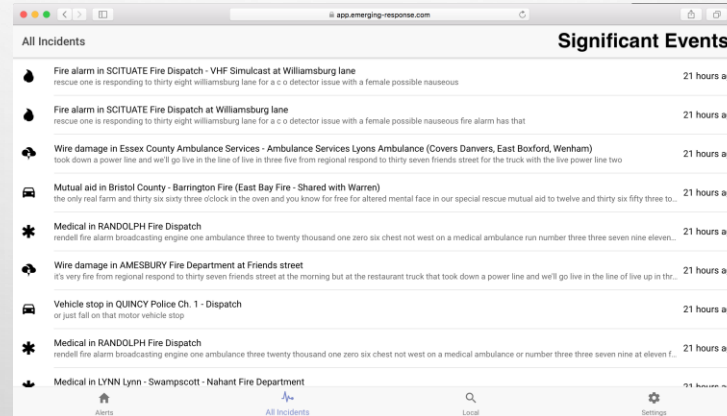 app.emerging-response.com
All Incidents
Significant Events
Fire alarm in SCITUATE Fire Dispatch - VHF Simulcast at Williamsburg lane
rescue one is responding to thirty eight williamsburg lane for a c o detector issue with a female possible nauseous
21 hours a
Fire alarm in SCITUATE Fire Dispatch at Williamsburg lane
rescue one is responding to thirty eight williamsburg lane for a c o detector issue with a female possible nauseous fire alarm has that
21 hours a
Wire damage in Essex County Ambulance Services - Ambulance Services Lyons Ambulance (Covers Danvers, East Boxford, Wenham)
took down a power line and we'll go live in the line of live in three five from regional respond to thirty seven friends street for the truck with the live power line two
21 hours a
Mutual aid in Bristol County - Barrington Fire (East Bay Fire - Shared with Warren)
the only real farm and thirty six sixty three o'clock in the oven and you know for free for altered mental face in our special rescue mutual aid to twelve and thirty six fifty three to...
21 hours a
Medical in RANDOLPH Fire Dispatch
rendell fire alarm broadcasting engine one ambulance three to twenty thousand one zero six chest not west on a medical ambulance run number three three seven nine eleven...
21 hours a
Wire damage in AMESBURY Fire Department at Friends street
it's very fire from regional respond to thirty seven friends street at the morning but at the restaurant truck that took down a power line and we'll go live in the line of live up in thr...
21 hours a
Vehicle stop in QUINCY Police Ch. 1 - Dispatch
or just fall on that motor vehicle stop
21 hours a
Medical in RANDOLPH Fire Dispatch
rendell fire alarm broadcasting engine one ambulance three twenty thousand one zero six chest not west on a medical ambulance or number three three seven nine at eleven f...
21 hours a
Medical in LYNN Lynn - Swampscott - Nahant Fire Department
21 hours a
Alerts
All Incidents
Local
Settings